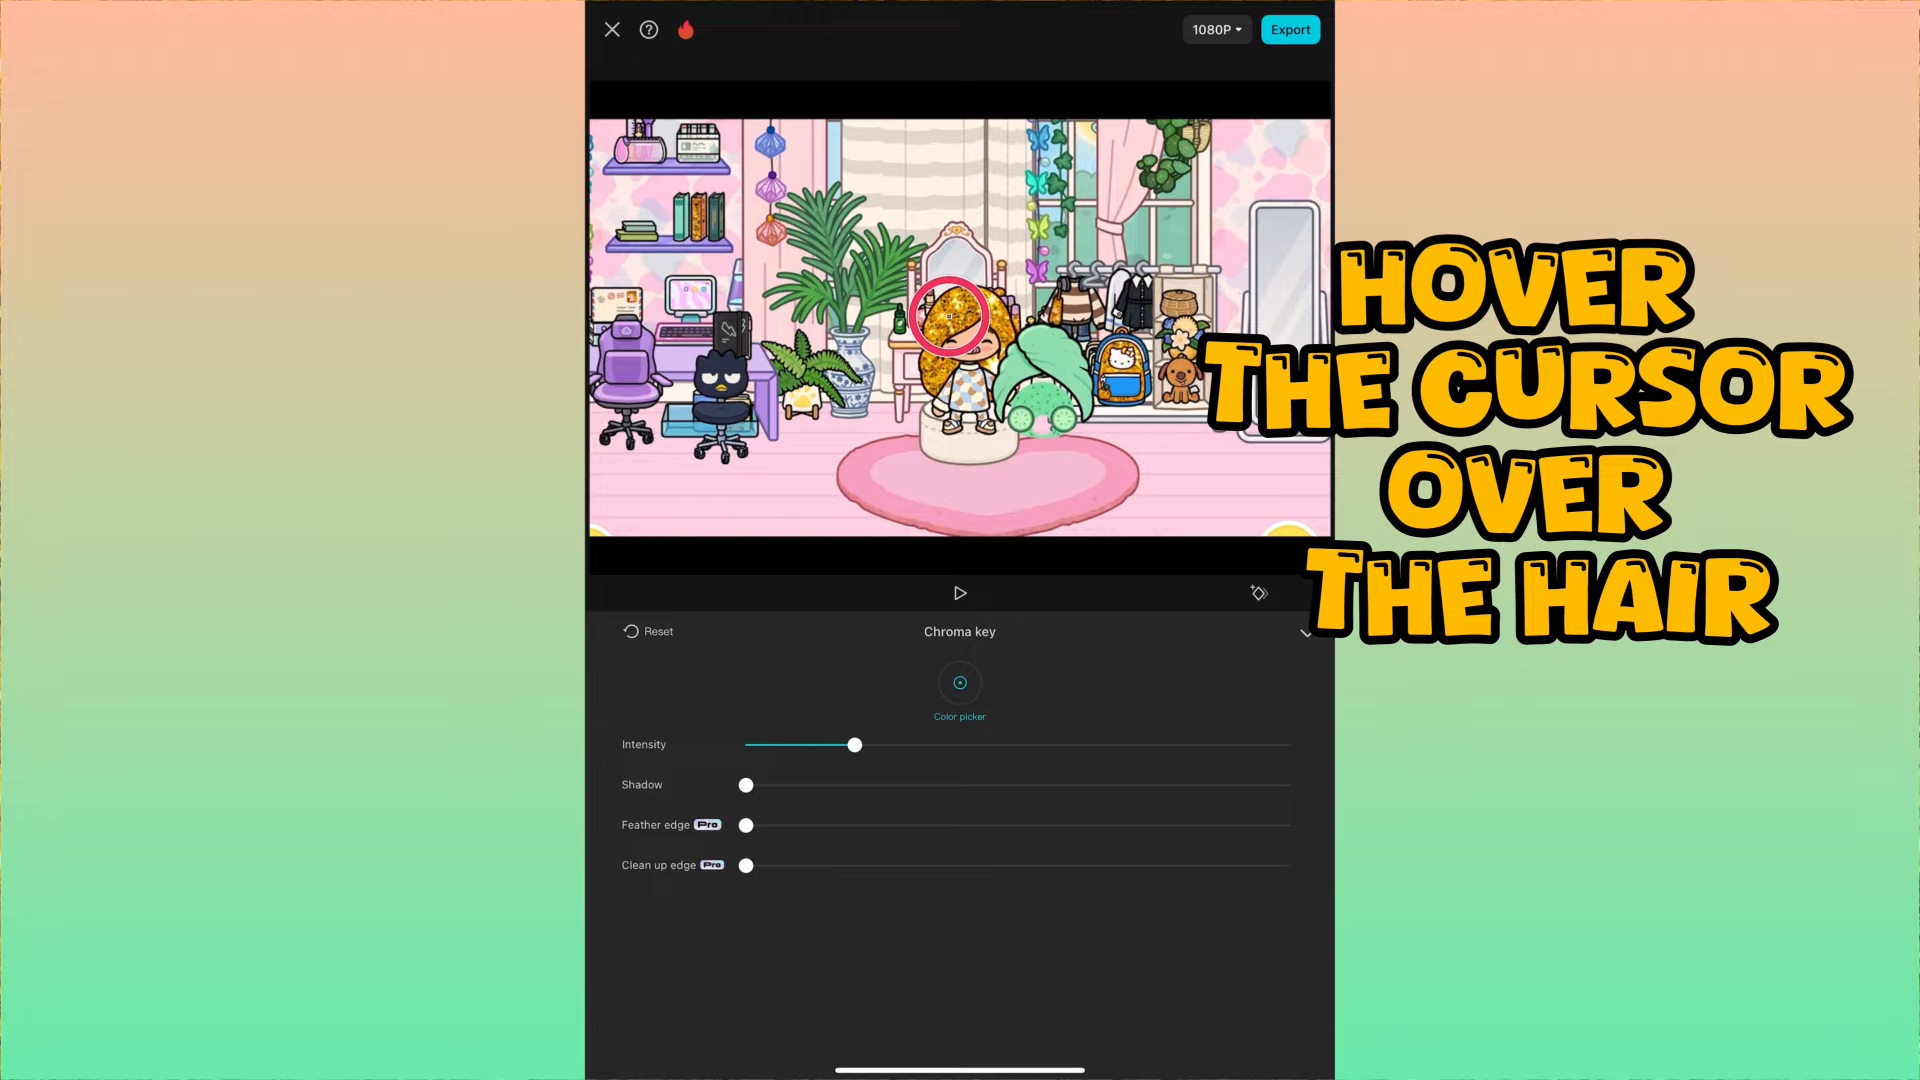 1080P
Export
HOVER
THE CURSOR
OVER
THE HAIR
Reset
Chroma key
Color picker
Intensity
Shadow
Feather edge Pro
Clean up edge Pro